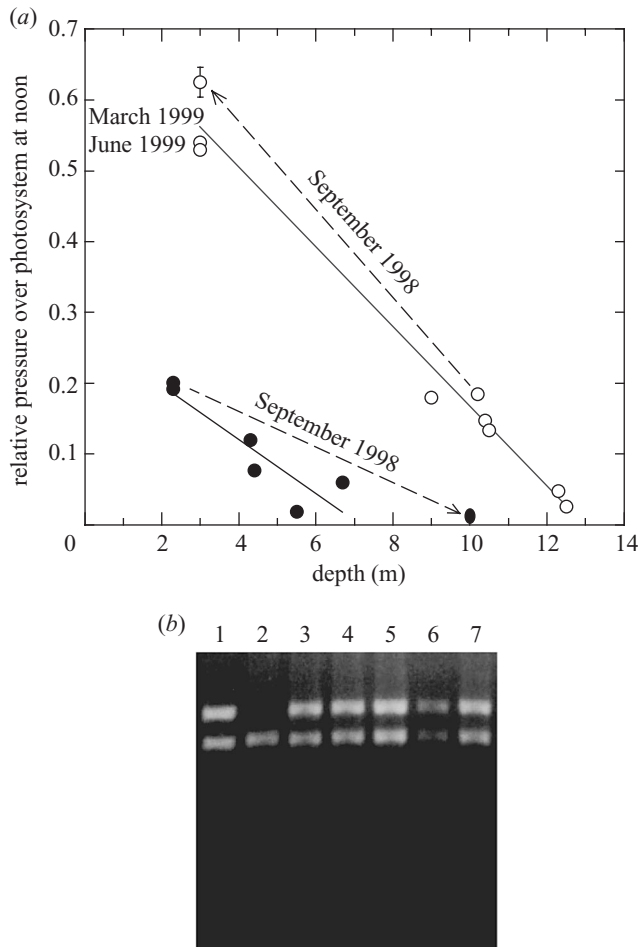 (a)
0.7
0.6
0.5
0.4
0.3
0.2
0.1
relative pressure over photosystem at noon
March 1999
June 1999
September 1998
September 1998
0 2 4 6 8 10 12 14
depth (m)
(b)
1 2 3 4 5 6 7